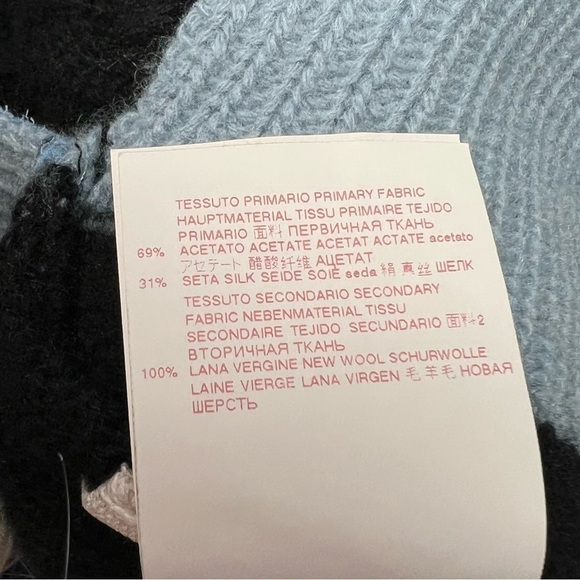 TESSUTO PRIMARIO PRIMARY FABRIC
HAUPTMATERIAL TISSU PRIMAIRE TEJIDO
PRIMARIO 面料 ПЕРВИЧНАЯ ТКАНЬ
69% ACETATO ACETATE ACETAT ACTATE acetato
アセテート 醋酸纤维 АЦЕТАТ
31% SETA SILK SEIDE SOIE seda 絹 真丝 ШЕЛК
TESSUTO SECONDARIO SECONDARY
FABRIC NEBENMATERIAL TISSU
SECONDAIRE TEJIDO SECUNDARIO 面料2
ВТОРИЧНАЯ ТКАНЬ
100% LANA VERGINE NEW WOOL SCHURWOLLE
LAINE VIERGE LANA VIRGEN 毛 羊毛 НОВАЯ
ШЕРСТЬ